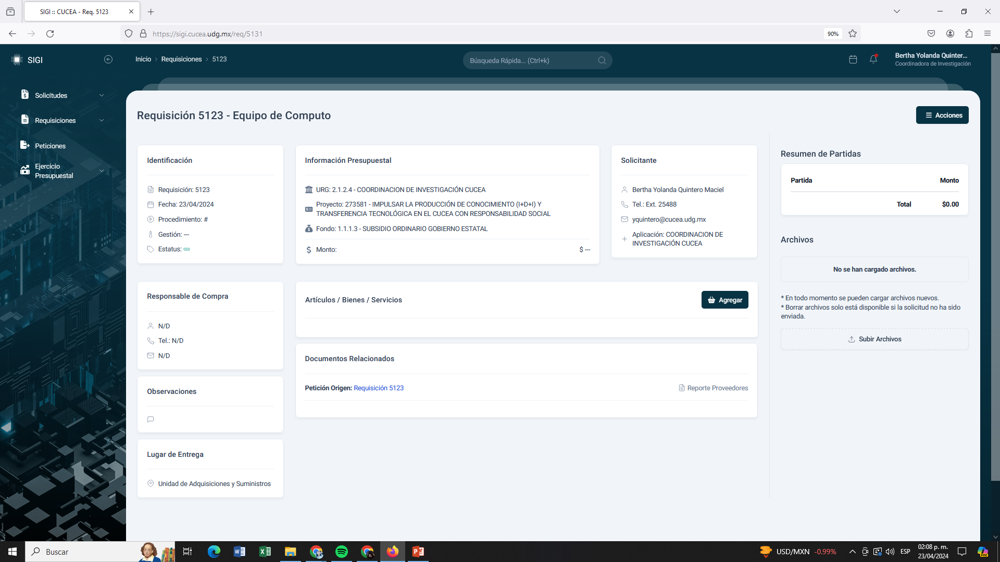 SIGI :: CUCEA - Req. 5123
https://sigi.cucea.udg.mx/req/5131
90%
SIGI
Inicio
Requisiciones
5123
Búsqueda Rápida... (Ctrl+k)
Bertha Yolanda Quinter...
Coordinadora de Investigación
Solicitudes
Requisiciones
Peticiones
Ejercicio
Presupuestal
Requisición 5123 - Equipo de Computo
Acciones
Identificación
Requisición: 5123
Fecha: 23/04/2024
Procedimiento: #
Gestión: ---
Estatus:
Información Presupuestal
URG: 2.1.2.4 - COORDINACION DE INVESTIGACIÓN CUCEA
Proyecto: 273581 - IMPULSAR LA PRODUCCIÓN DE CONOCIMIENTO (I+D+I) Y
TRANSFERENCIA TECNOLÓGICA EN EL CUCEA CON RESPONSABILIDAD SOCIAL
Fondo: 1.1.1.3 - SUBSIDIO ORDINARIO GOBIERNO ESTATAL
Monto:
$ ---
Solicitante
Bertha Yolanda Quintero Maciel
Tel.: Ext. 25488
yquintero@cucea.udg.mx
Aplicación: COORDINACION DE
INVESTIGACIÓN CUCEA
Resumen de Partidas
Partida
Monto
Total
$0.00
Archivos
No se han cargado archivos.
* En todo momento se pueden cargar archivos nuevos.
* Borrar archivos solo está disponible si la solicitud no ha sido
enviada.
Subir Archivos
Responsable de Compra
N/D
Tel.: N/D
N/D
Artículos / Bienes / Servicios
Agregar
Documentos Relacionados
Petición Origen: Requisición 5123
Reporte Proveedores
Observaciones
Lugar de Entrega
Unidad de Adquisiciones y Suministros
Buscar
USD/MXN
-0.99%
ESP
02:08 p. m.
23/04/2024